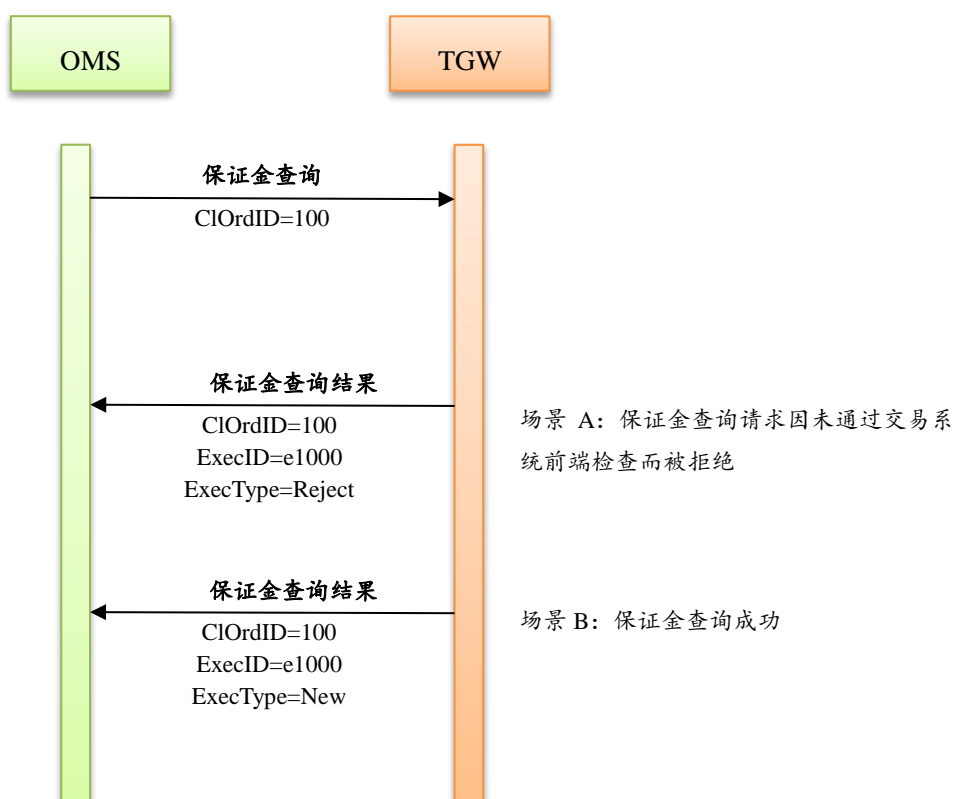 OMS
TGW
保证金查询
ClOrdID=100
保证金查询结果
ClOrdID=100
ExecID=e1000
ExecType=Reject
场景 A：保证金查询请求因未通过交易系
统前端检查而被拒绝
保证金查询结果
ClOrdID=100
ExecID=e1000
ExecType=New
场景 B：保证金查询成功